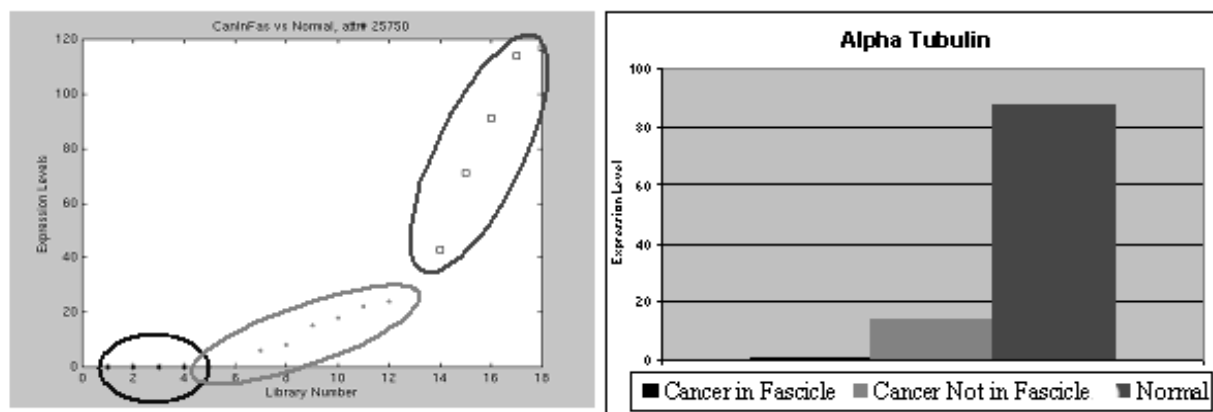 CanInFas vs Normal, attr# 25750
120
100
80
60
40
20
0
Expression Levels
0 2 4 6 8 10 12 14 16 18
Library Number
Alpha Tubulin
100
80
60
40
20
0
Expression Level
Cancer in Fascicle Cancer Not in Fascicle Normal